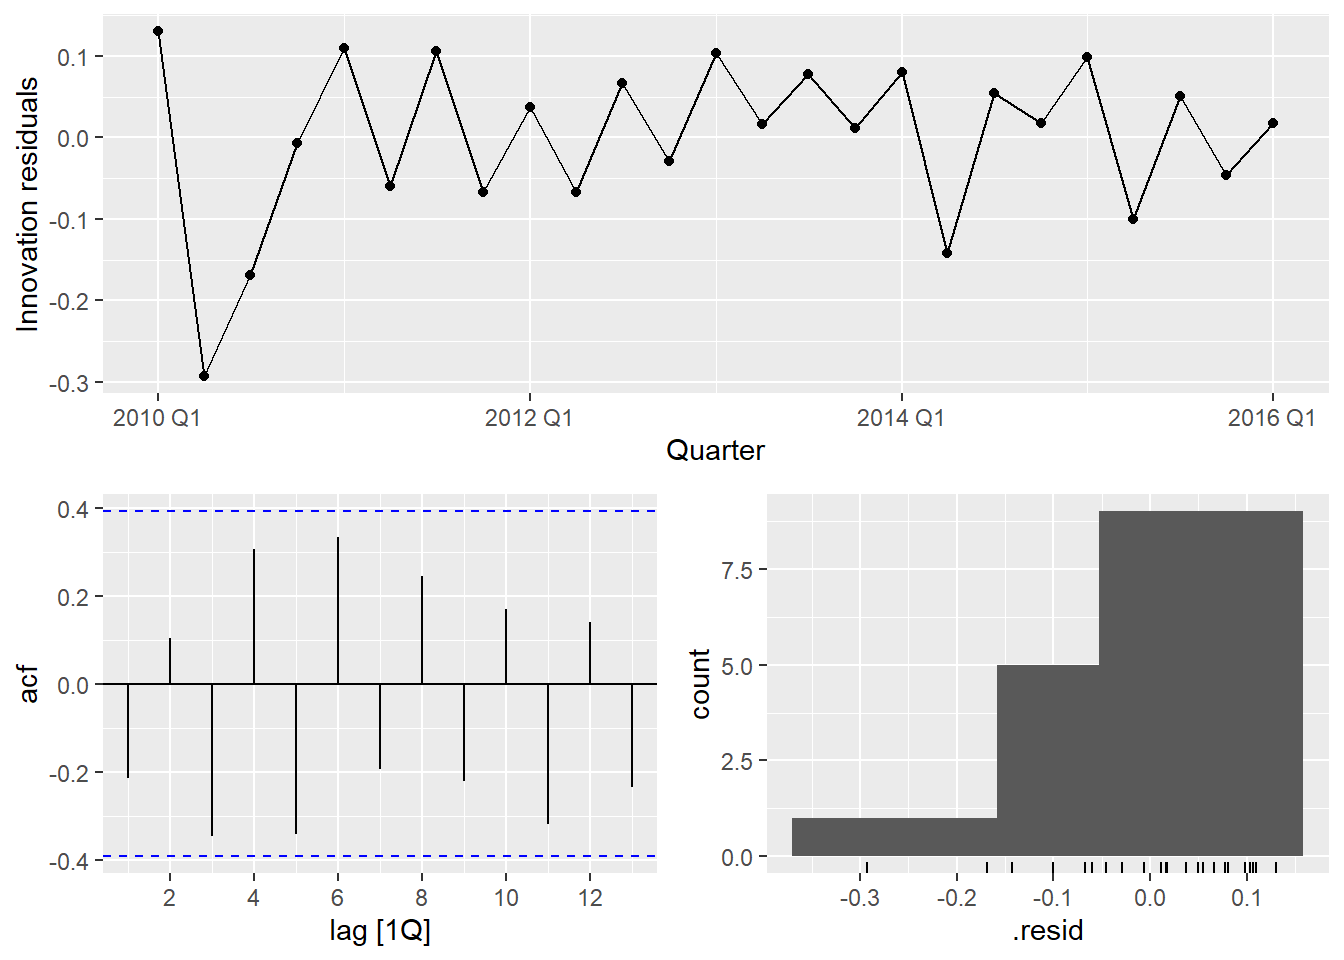 Innovation residuals
0.1
0.0
-0.1
-0.2
-0.3
2010 Q1 2012 Q1 2014 Q1 2016 Q1
Quarter
acf
0.4
0.2
0.0
-0.2
-0.4
2 4 6 8 10 12
lag [1Q]
count
7.5
5.0
2.5
0.0
-0.3 -0.2 -0.1 0.0 0.1
.resid